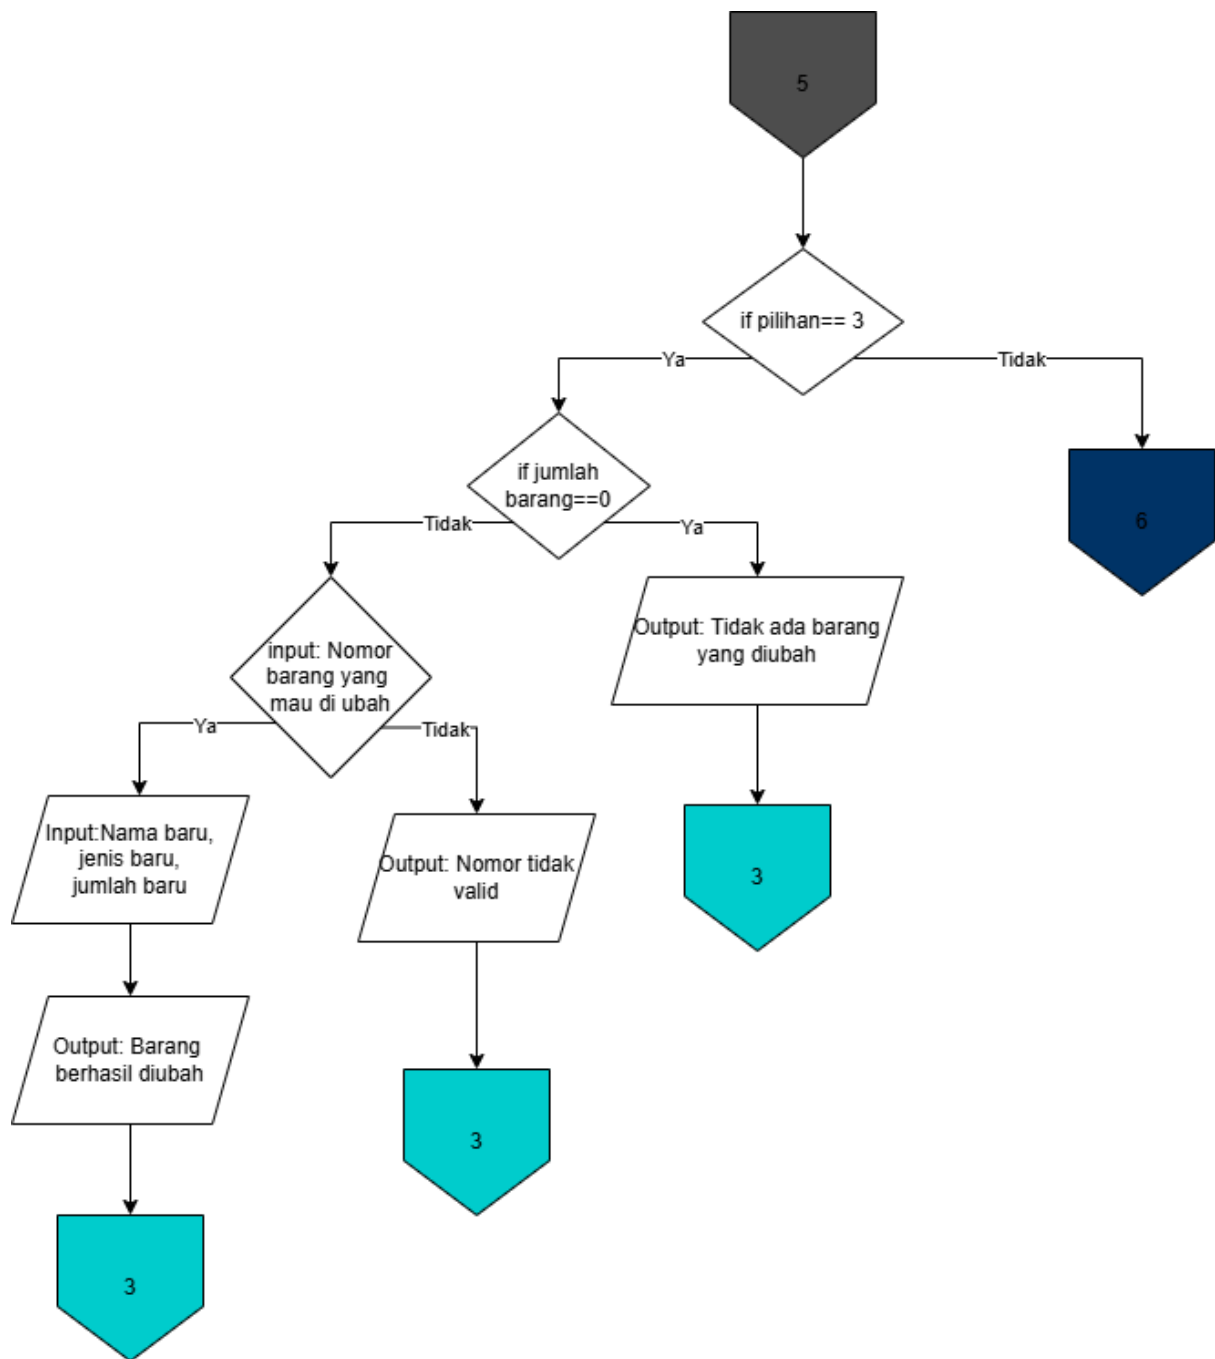 5
if pilihan== 3
Ya
Tidak
if jumlah
barang==0
6
Tidak
Ya
input: Nomor
barang yang
mau di ubah
Output: Tidak ada barang
yang diubah
Ya
Tidak
Input:Nama baru,
jenis baru,
jumlah baru
Output: Nomor tidak
valid
3
Output: Barang
berhasil diubah
3
3